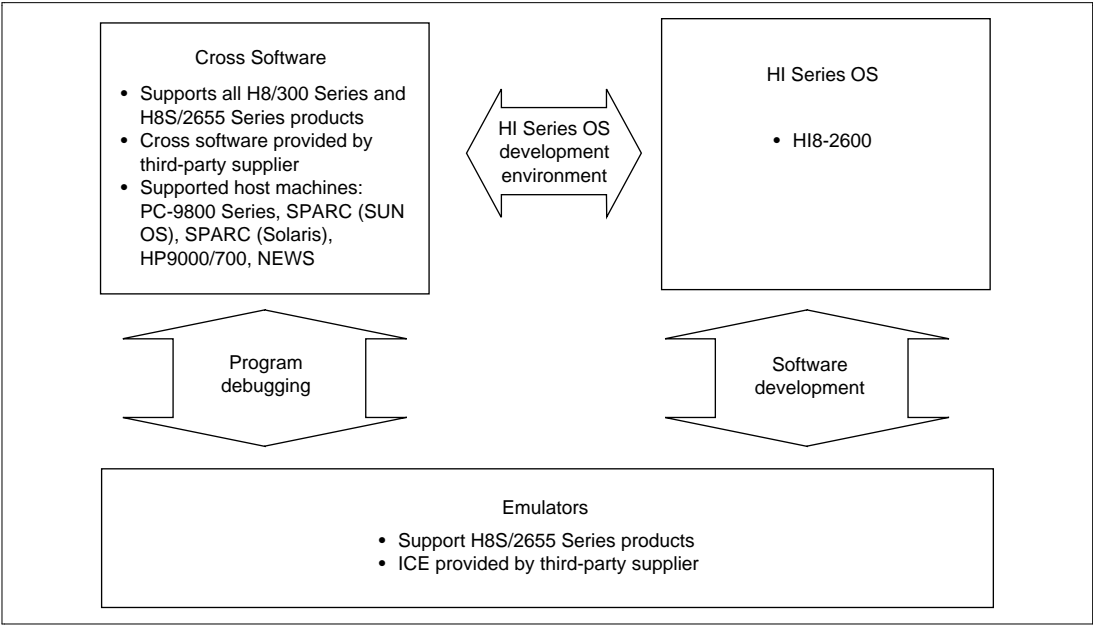 Cross Software
• Supports all H8/300 Series and
H8S/2655 Series products
• Cross software provided by
third-party supplier
• Supported host machines:
PC-9800 Series, SPARC (SUN
OS), SPARC (Solaris),
HP9000/700, NEWS
HI Series OS
development
environment
HI Series OS
• HI8-2600
Program
debugging
Software
development
Emulators
• Support H8S/2655 Series products
• ICE provided by third-party supplier